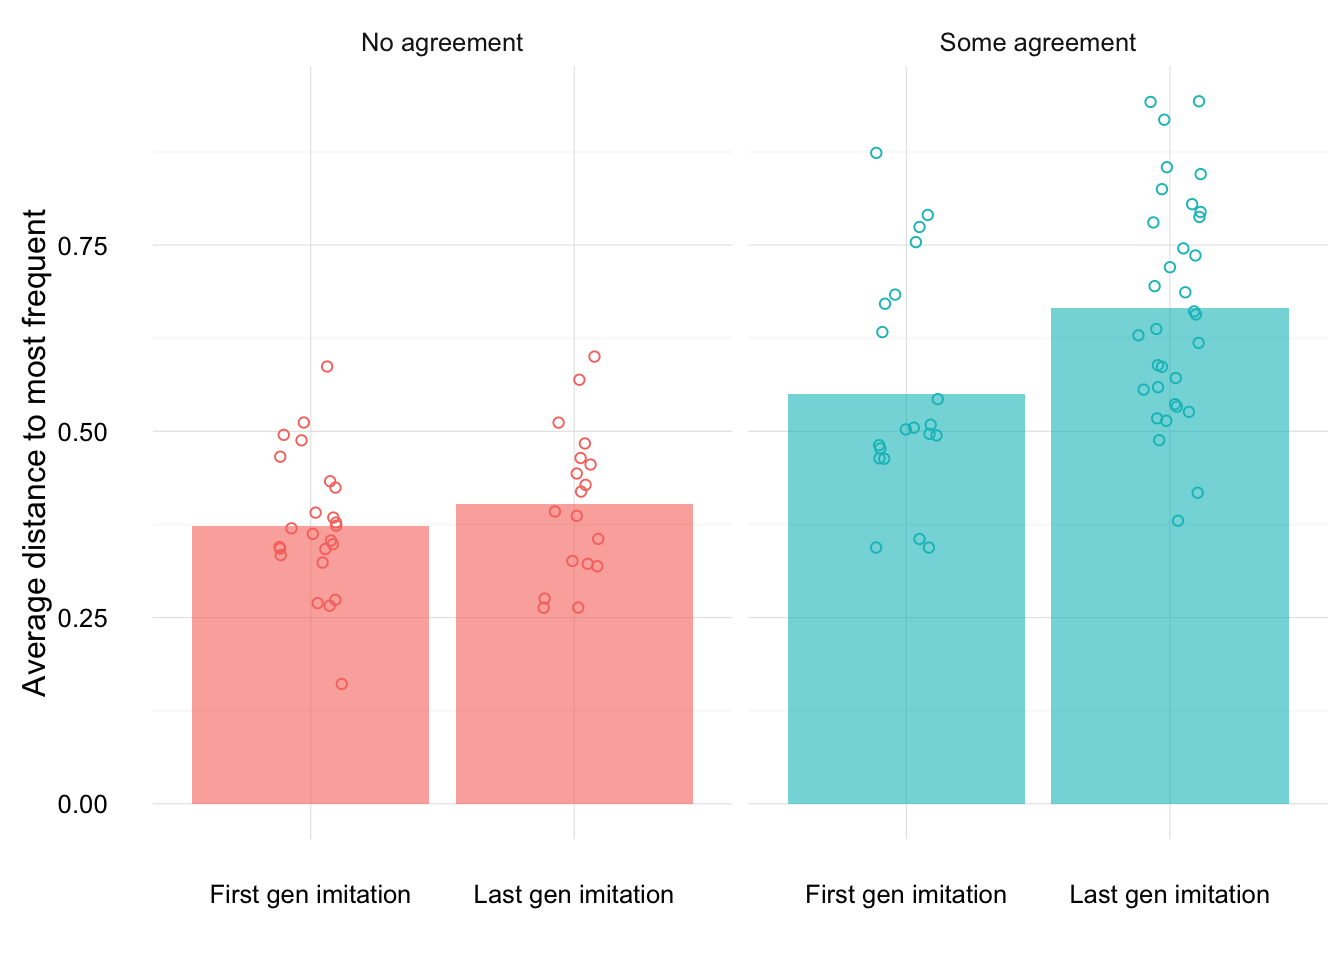 No agreement
Some agreement
Average distance to most frequent
0.75
0.50
0.25
0.00
First gen imitation
Last gen imitation
First gen imitation
Last gen imitation